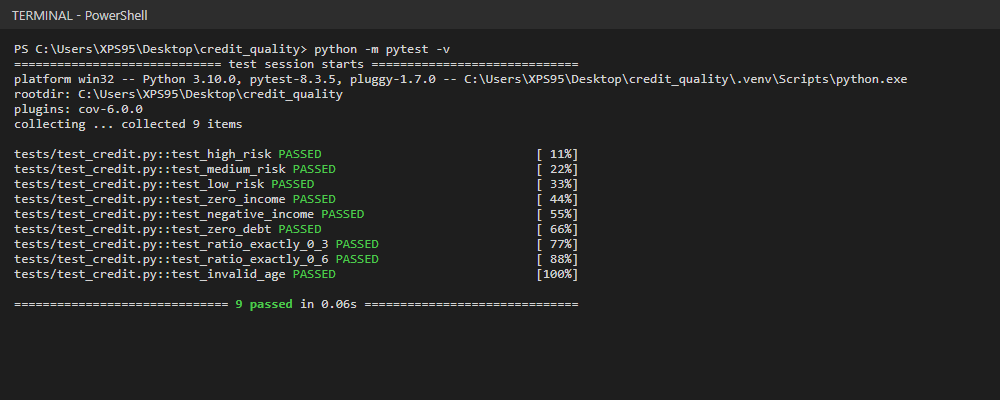 TERMINAL - PowerShell
PS C:\Users\XPS95\Desktop\credit_quality> python -m pytest -v
============================= test session starts =============================
platform win32 -- Python 3.10.0, pytest-8.3.5, pluggy-1.7.0 -- C:\Users\XPS95\Desktop\credit_quality\.venv\Scripts\python.exe
rootdir: C:\Users\XPS95\Desktop\credit_quality
plugins: cov-6.0.0
collecting ... collected 9 items
tests/test_credit.py::test_high_risk PASSED [ 11%]
tests/test_credit.py::test_medium_risk PASSED [ 22%]
tests/test_credit.py::test_low_risk PASSED [ 33%]
tests/test_credit.py::test_zero_income PASSED [ 44%]
tests/test_credit.py::test_negative_income PASSED [ 55%]
tests/test_credit.py::test_zero_debt PASSED [ 66%]
tests/test_credit.py::test_ratio_exactly_0_3 PASSED [ 77%]
tests/test_credit.py::test_ratio_exactly_0_6 PASSED [ 88%]
tests/test_credit.py::test_invalid_age PASSED [100%]
============================== 9 passed in 0.06s ==============================